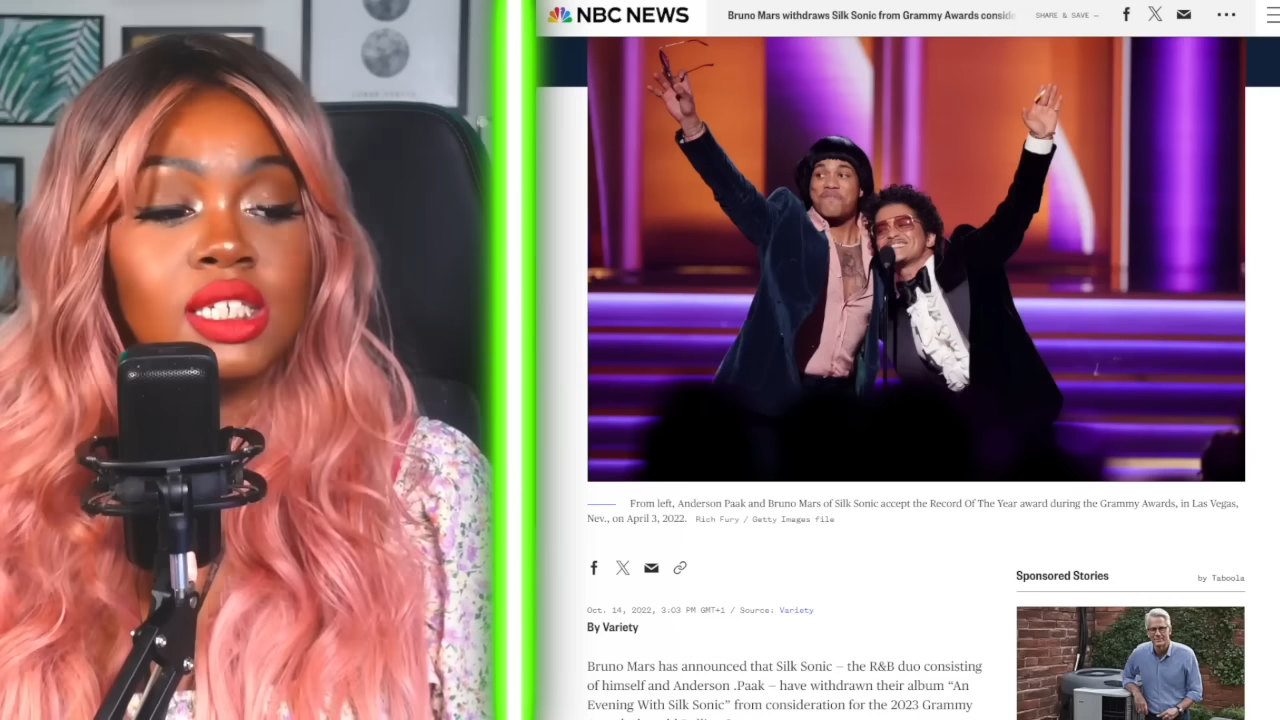 NBC NEWS
Bruno Mars withdraws Silk Sonic from Grammy Awards
SHARE & SAVE —
From left, Anderson Paak and Bruno Mars of Silk Sonic accept the Record Of The Year award during the Grammy Awards, in Las Vegas,
Nev., on April 3, 2022. Rich Fury / Getty Images file
Oct. 14, 2022, 3:03 PM GMT+1 / Source: Variety
By Variety
Bruno Mars has announced that Silk Sonic — the R&B duo consisting
of himself and Anderson .Paak — have withdrawn their album “An
Evening With Silk Sonic” from consideration for the 2023 Grammy
Sponsored Stories
by Taboola